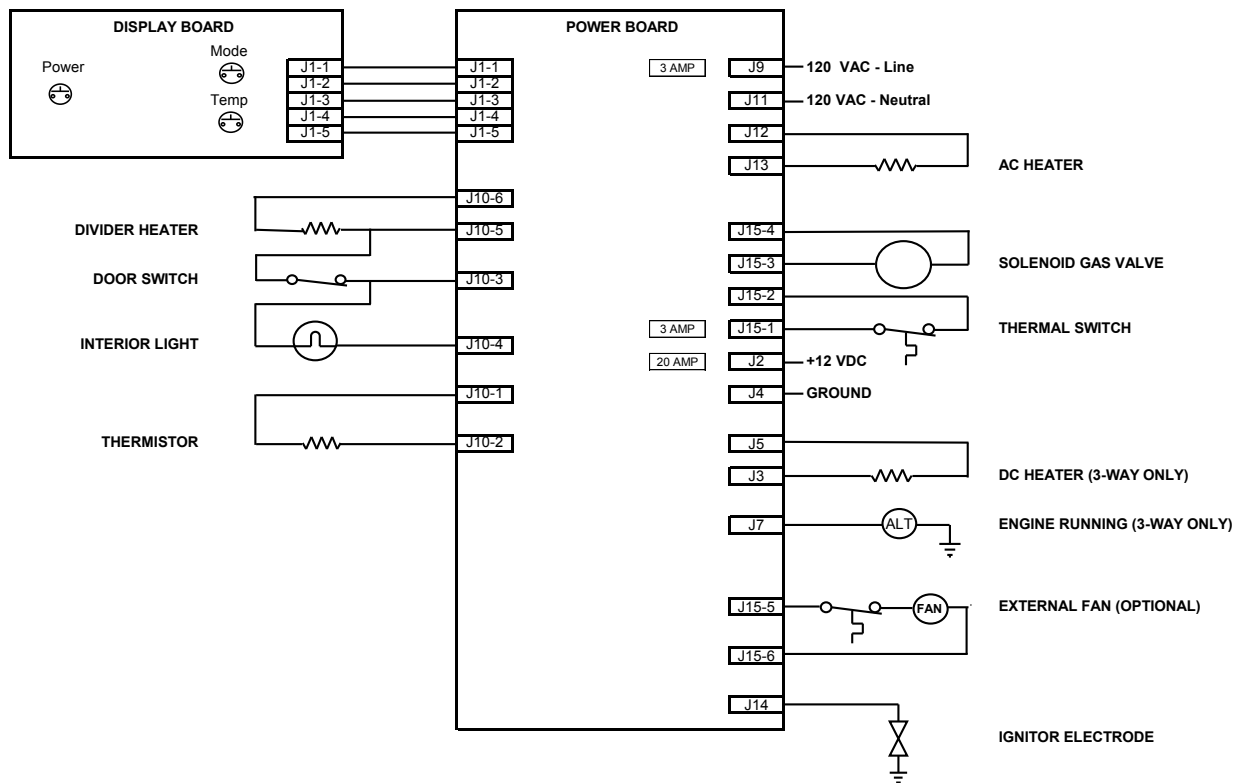 DISPLAY BOARD
Power
Mode
Temp
J1-1
J1-2
J1-3
J1-4
J1-5
POWER BOARD
J1-1
J1-2
J1-3
J1-4
J1-5
J10-6
J10-5
J10-3
J10-4
J10-1
J10-2
DIVIDER HEATER
DOOR SWITCH
INTERIOR LIGHT
THERMISTOR
3 AMP
J9
120 VAC - Line
J11
120 VAC - Neutral
J12
J13
AC HEATER
J15-4
J15-3
SOLENOID GAS VALVE
J15-2
3 AMP
J15-1
THERMAL SWITCH
20 AMP
J2
+12 VDC
J4
GROUND
J5
J3
DC HEATER (3-WAY ONLY)
J7
ALT
ENGINE RUNNING (3-WAY ONLY)
J15-5
FAN
EXTERNAL FAN (OPTIONAL)
J15-6
J14
IGNITOR ELECTRODE